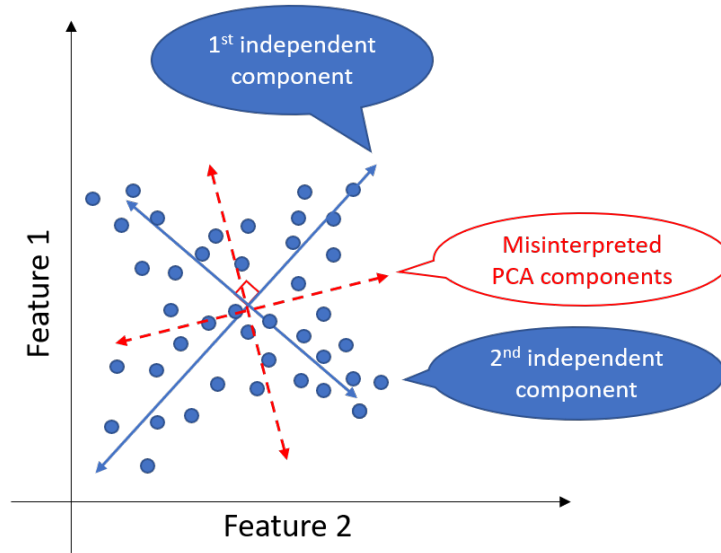 1st independent
component
Feature 1
Misinterpreted
PCA components
2nd independent
component
Feature 2